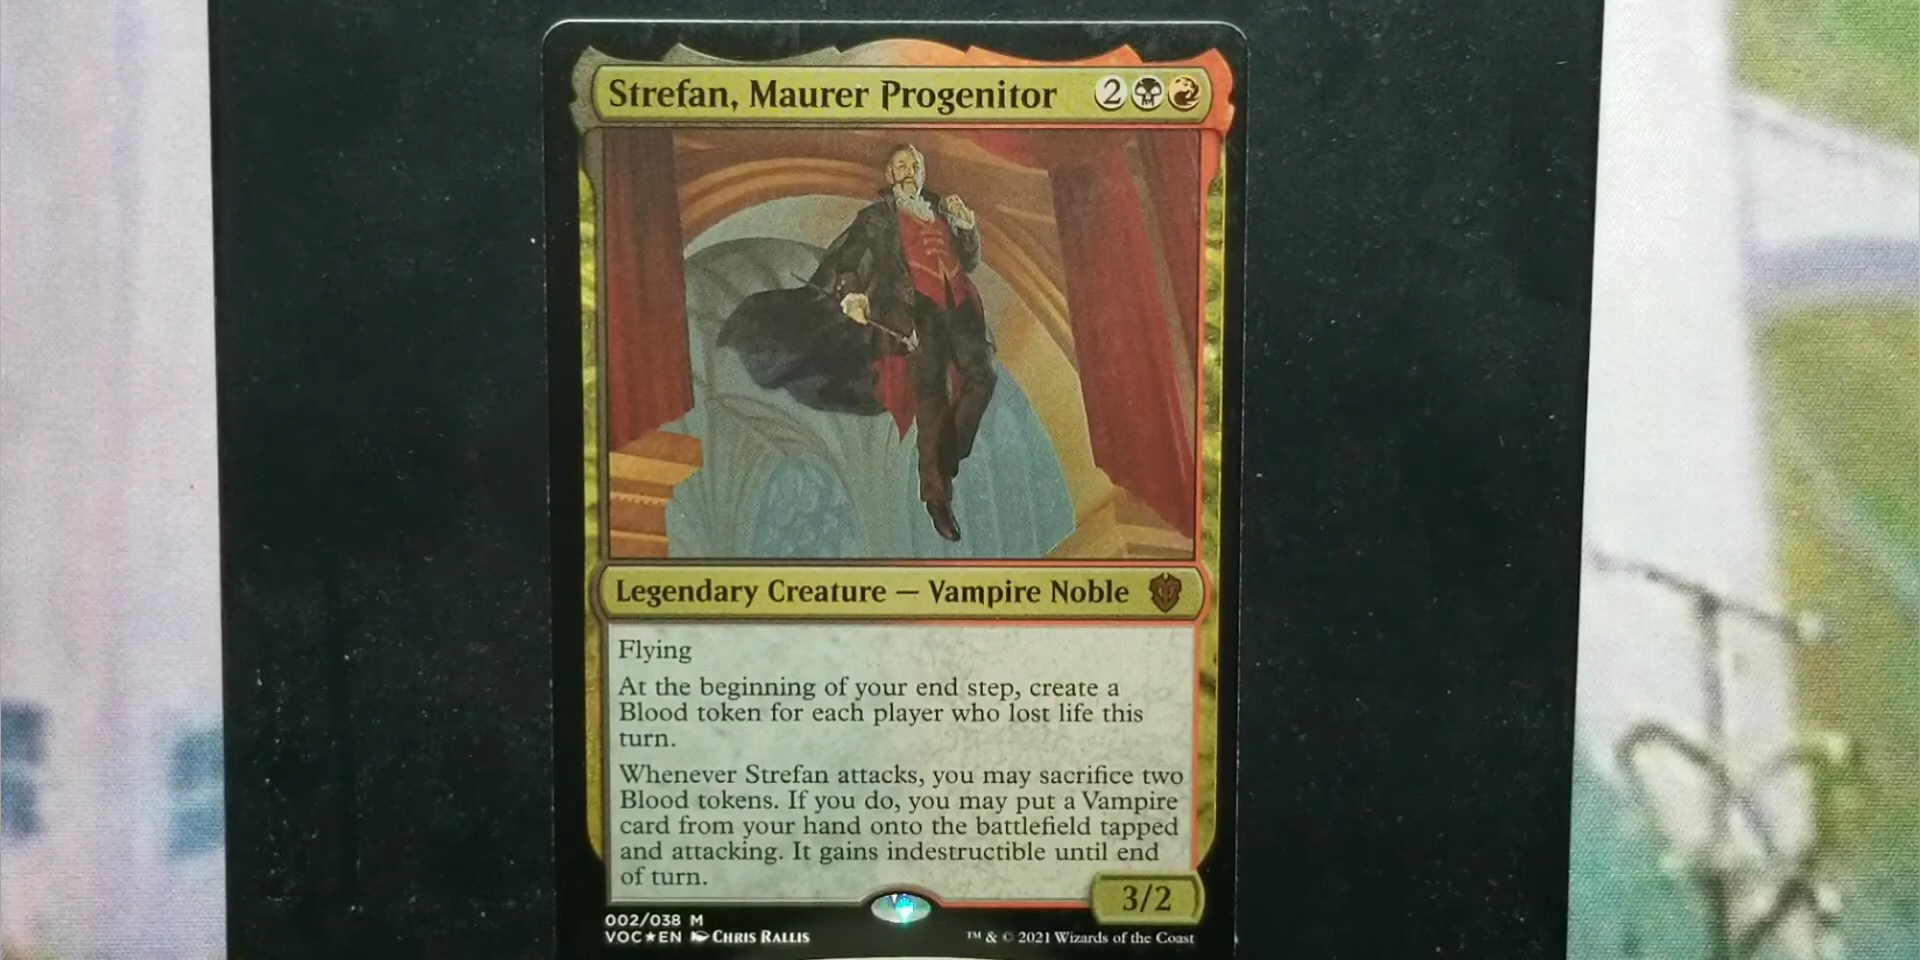 Strefan, Maurer Progenitor 2
Legendary Creature — Vampire Noble
Flying
At the beginning of your end step, create a
Blood token for each player who lost life this
turn.
Whenever Strefan attacks, you may sacrifice two
Blood tokens. If you do, you may put a Vampire
card from your hand onto the battlefield tapped
and attacking. It gains indestructible until end
of turn.
3/2
002/038 M
VOC★EN Chris Rallis
™ & © 2021 Wizards of the Coast